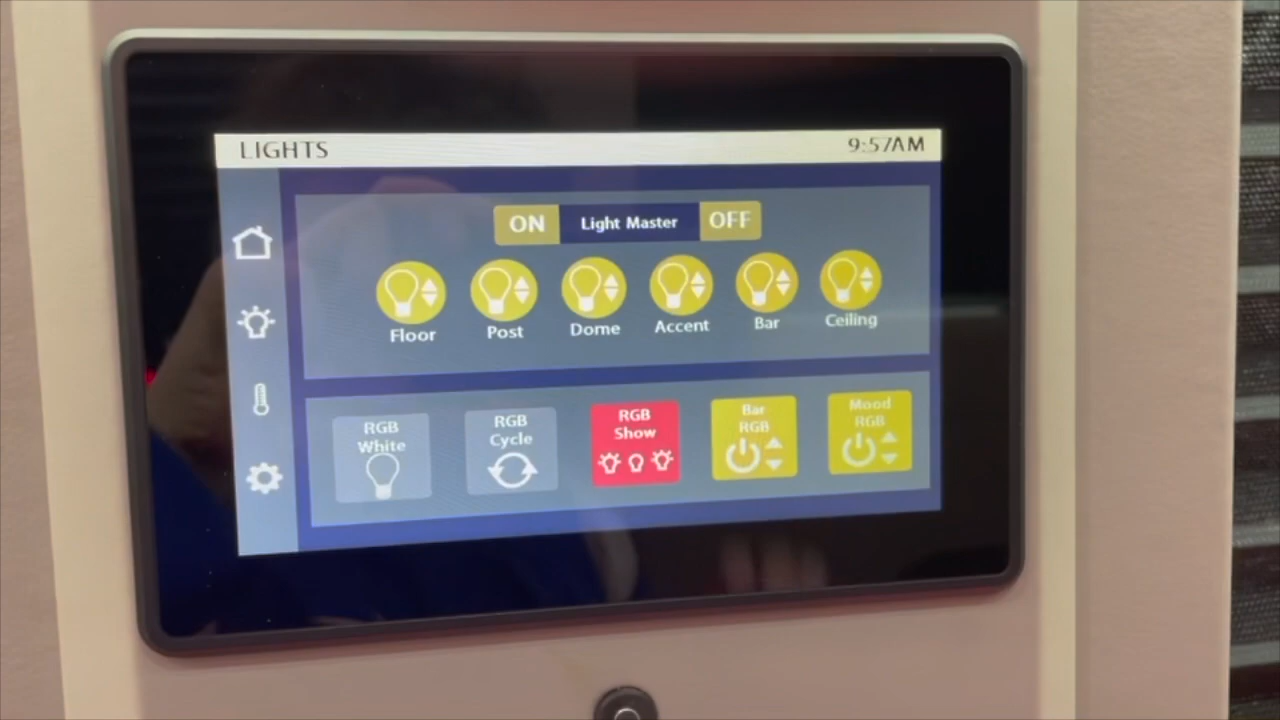 LIGHTS 9:57AM
ON Light Master OFF
Floor Post Dome Accent Bar Ceiling
RGB
White
RGB
Cycle
RGB
Show
Bar
RGB
Mood
RGB